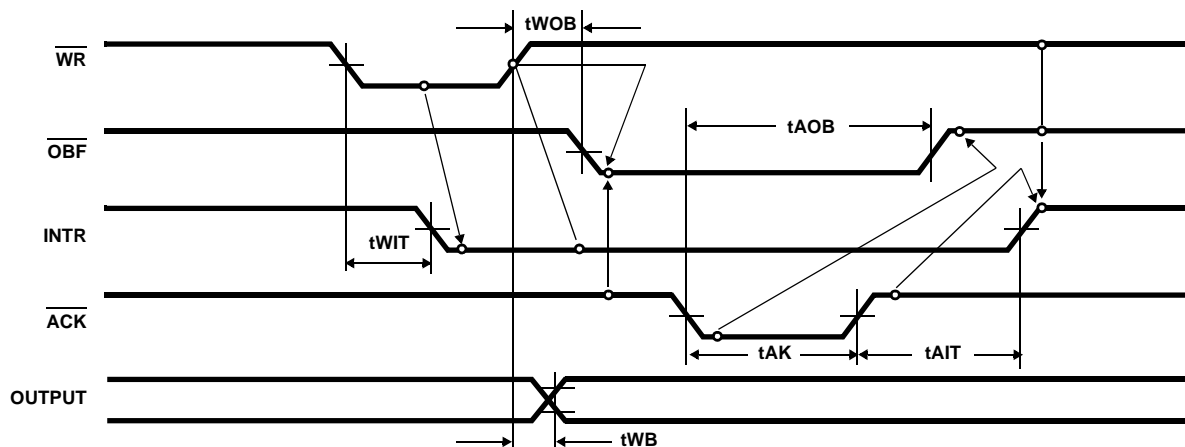 tWOB
WR
tAOB
OBF
INTR
tWIT
ACK
tAK
tAIT
OUTPUT
tWB